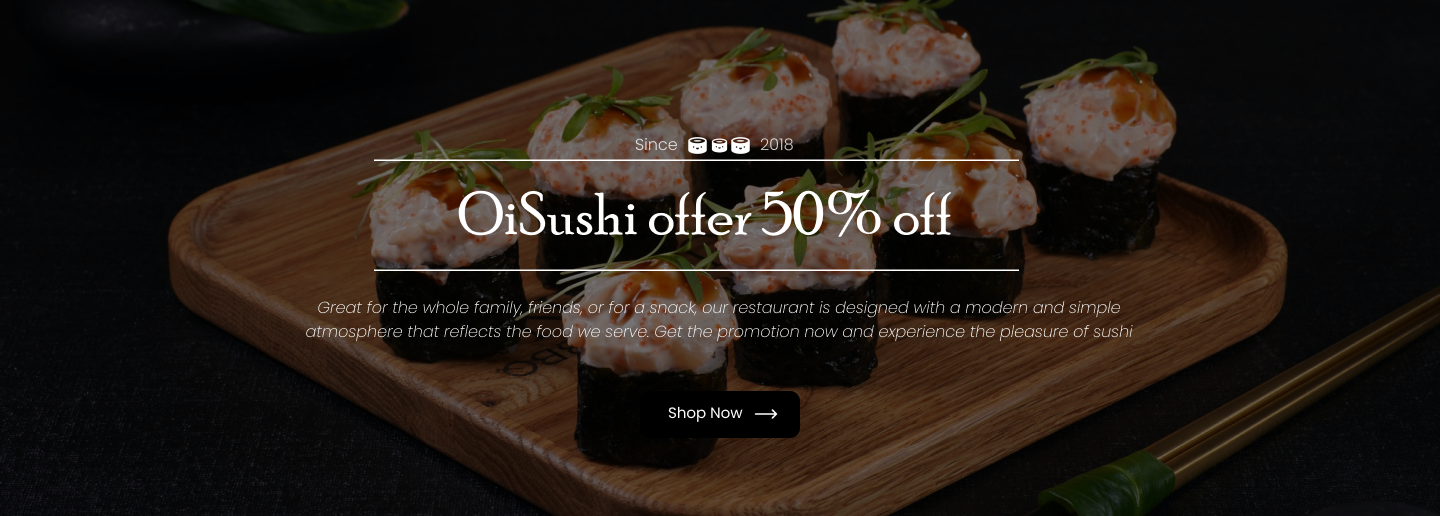 Since 2018
OiSushi offer 50% off
Great for the whole family, friends, or for a snack, our restaurant is designed with a modern and simple
atmosphere that reflects the food we serve. Get the promotion now and experience the pleasure of sushi
Shop Now